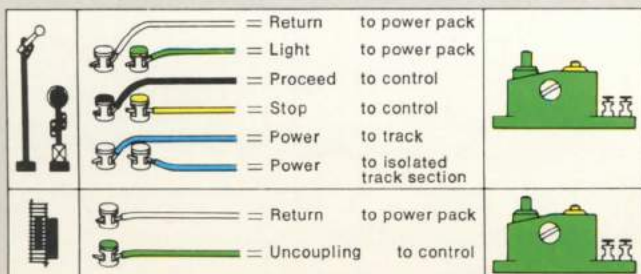 = Return to power pack
= Light to power pack
= Proceed to control
= Stop to control
= Power to track
= Power to isolated
track section
= Return to power pack
= Uncoupling to control